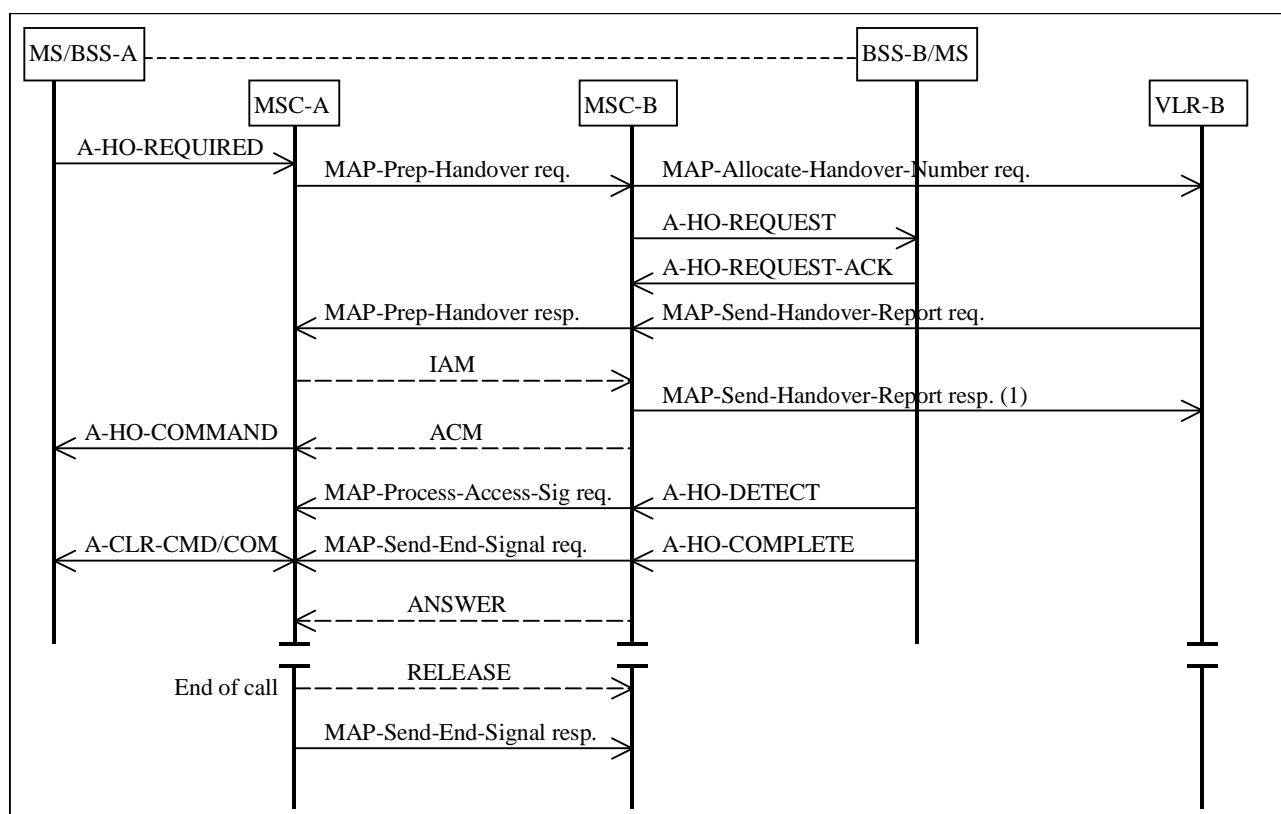 MS/BSS-A
BSS-B/MS
MSC-A
MSC-B
VLR-B
A-HO-REQUIRED
MAP-Prep-Handover req.
MAP-Allocate-Handover-Number req.
A-HO-REQUEST
A-HO-REQUEST-ACK
MAP-Prep-Handover resp.
MAP-Send-Handover-Report req.
IAM
MAP-Send-Handover-Report resp. (1)
A-HO-COMMAND
ACM
MAP-Process-Access-Sig req.
A-HO-DETECT
A-CLR-CMD/COM
MAP-Send-End-Signal req.
A-HO-COMPLETE
ANSWER
End of call
RELEASE
MAP-Send-End-Signal resp.